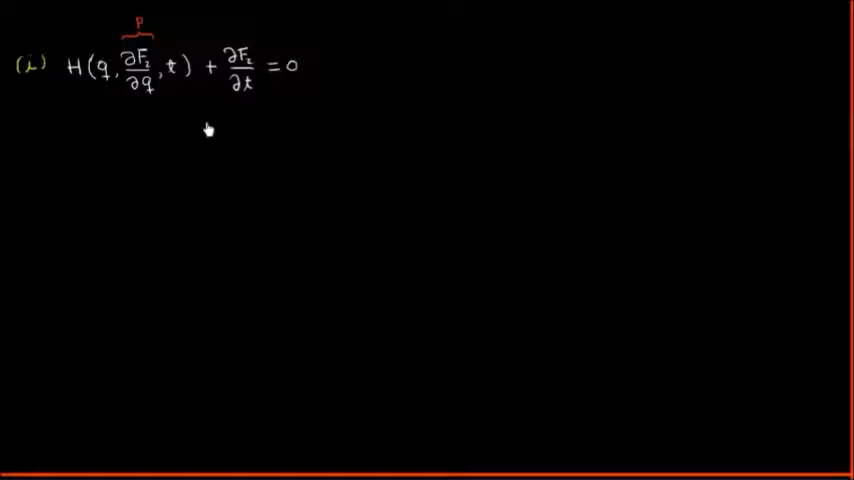 p
(i) H(q, ∂F₂/∂q, t) + ∂F₂/∂t = 0